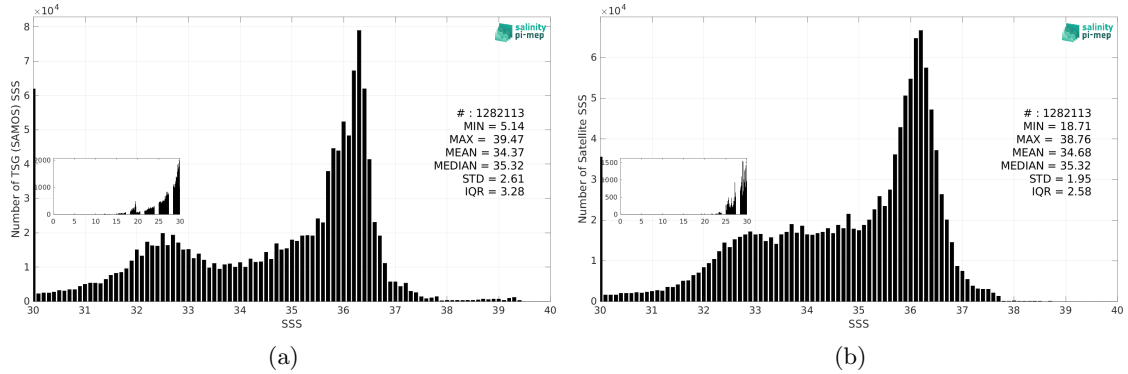 ×10⁴
8
7
6
5
4
3
2
1
0
Number of TSG (SAMOS) SSS
salinity
pi-mep
# : 1282113
MIN = 5.14
MAX = 39.47
MEAN = 34.37
MEDIAN = 35.32
STD = 2.61
IQR = 3.28
2000
1000
0
0 5 10 15 20 25 30
30 31 32 33 34 35 36 37 38 39 40
SSS
(a)
×10⁴
6
5
4
3
2
1
0
Number of Satellite SSS
salinity
pi-mep
# : 1282113
MIN = 18.71
MAX = 38.76
MEAN = 34.68
MEDIAN = 35.32
STD = 1.95
IQR = 2.58
1500
1000
500
0
0 5 10 15 20 25 30
30 31 32 33 34 35 36 37 38 39 40
SSS
(b)